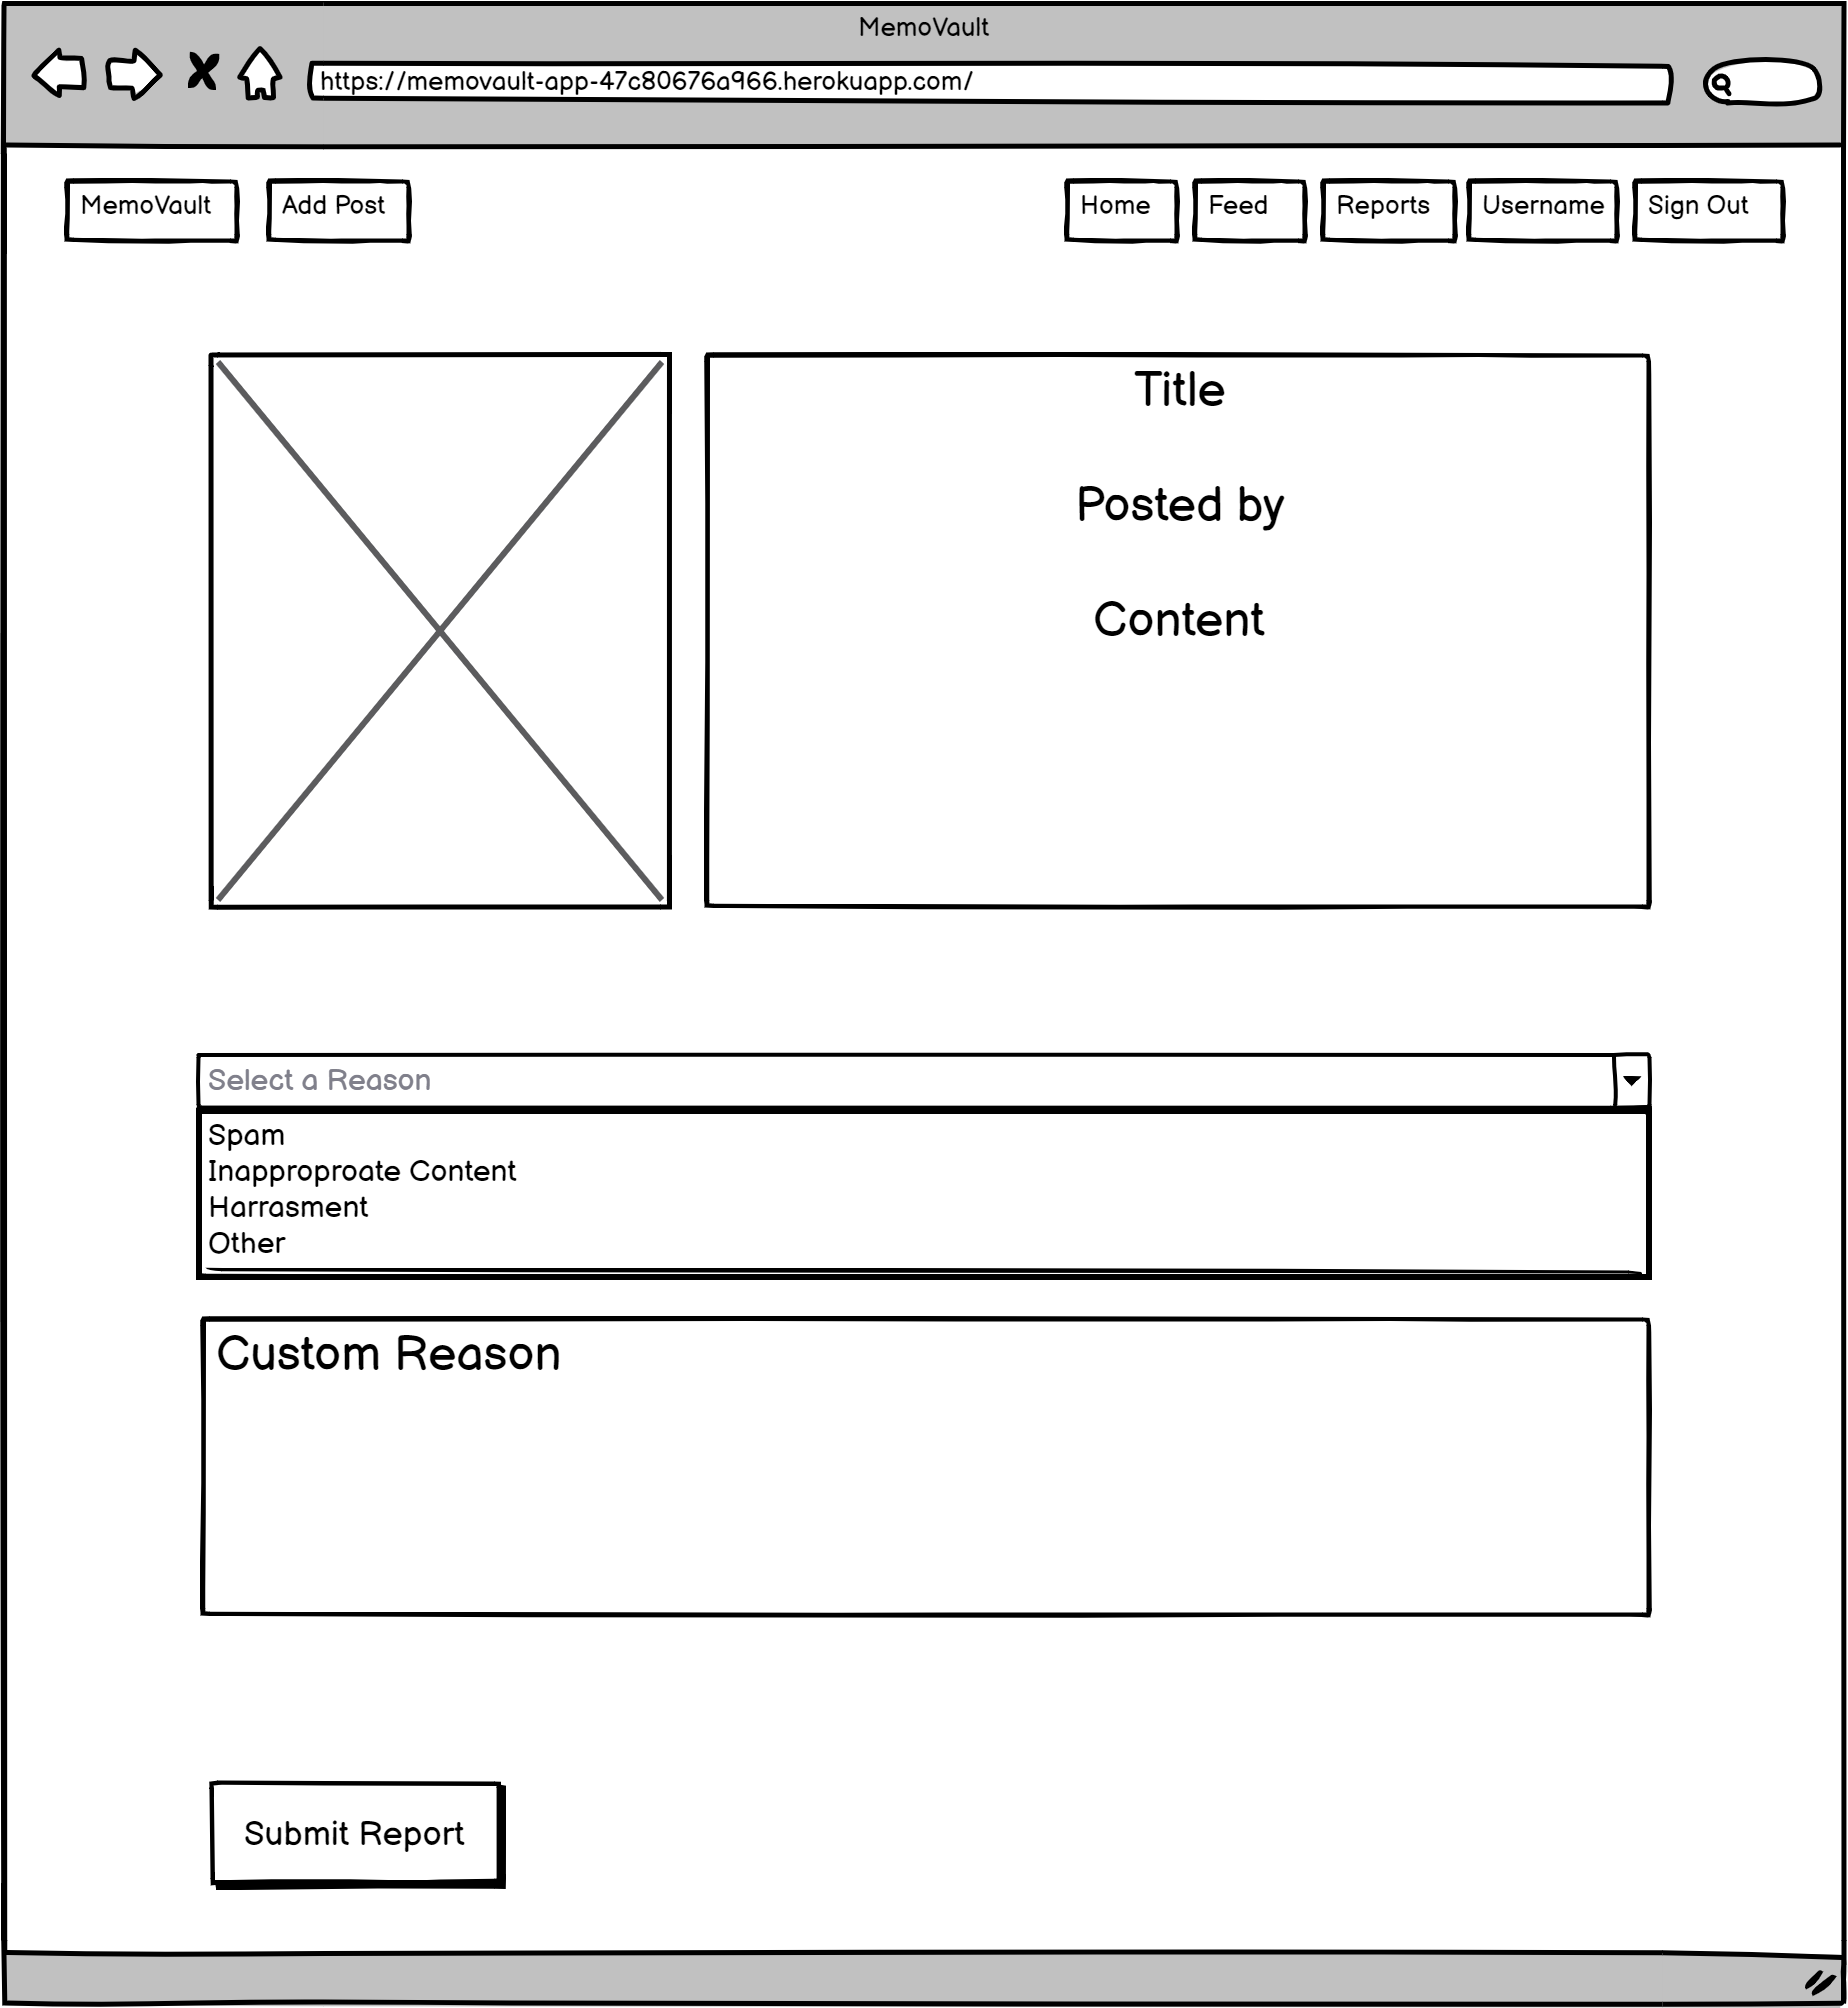 MemoVault
https://memovault-app-47c80676a966.herokuapp.com/
MemoVault Add Post Home Feed Reports Username Sign Out
Title
Posted by
Content
Select a Reason
Spam
Inapproproate Content
Harrasment
Other
Custom Reason
Submit Report